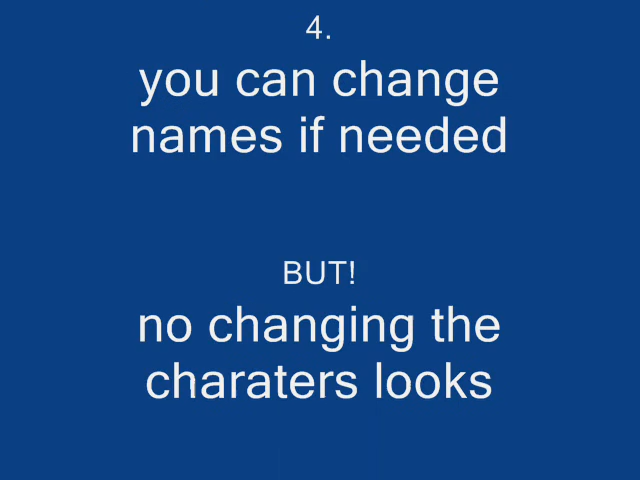 4.
you can change
names if needed
BUT!
no changing the
charaters looks